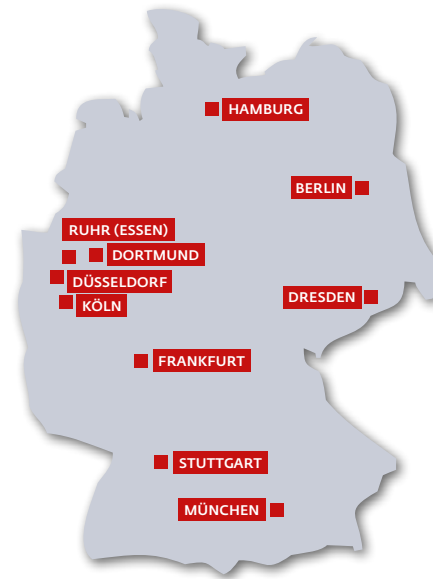 HAMBURG
BERLIN
RUHR (ESSEN)
DORTMUND
DÜSSELDORF
DRESDEN
KÖLN
FRANKFURT
STUTTGART
MÜNCHEN